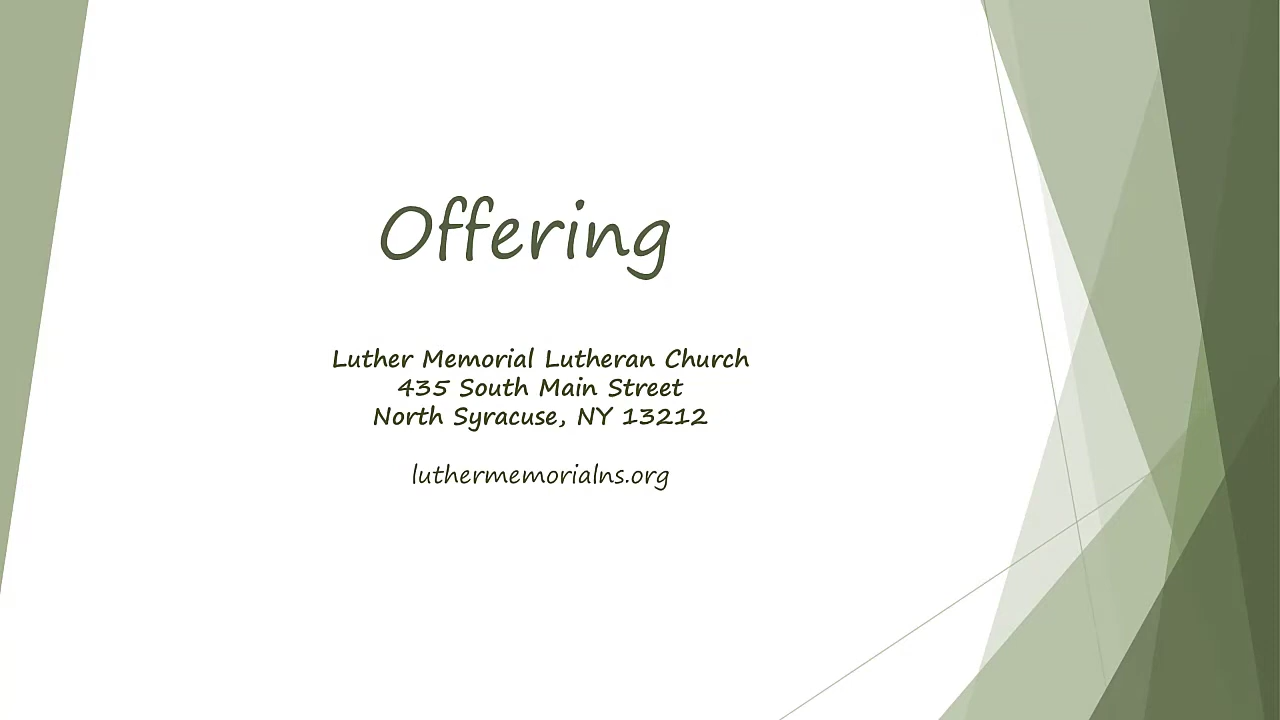 Offering
Luther Memorial Lutheran Church
435 South Main Street
North Syracuse, NY 13212
luthermemorialns.org